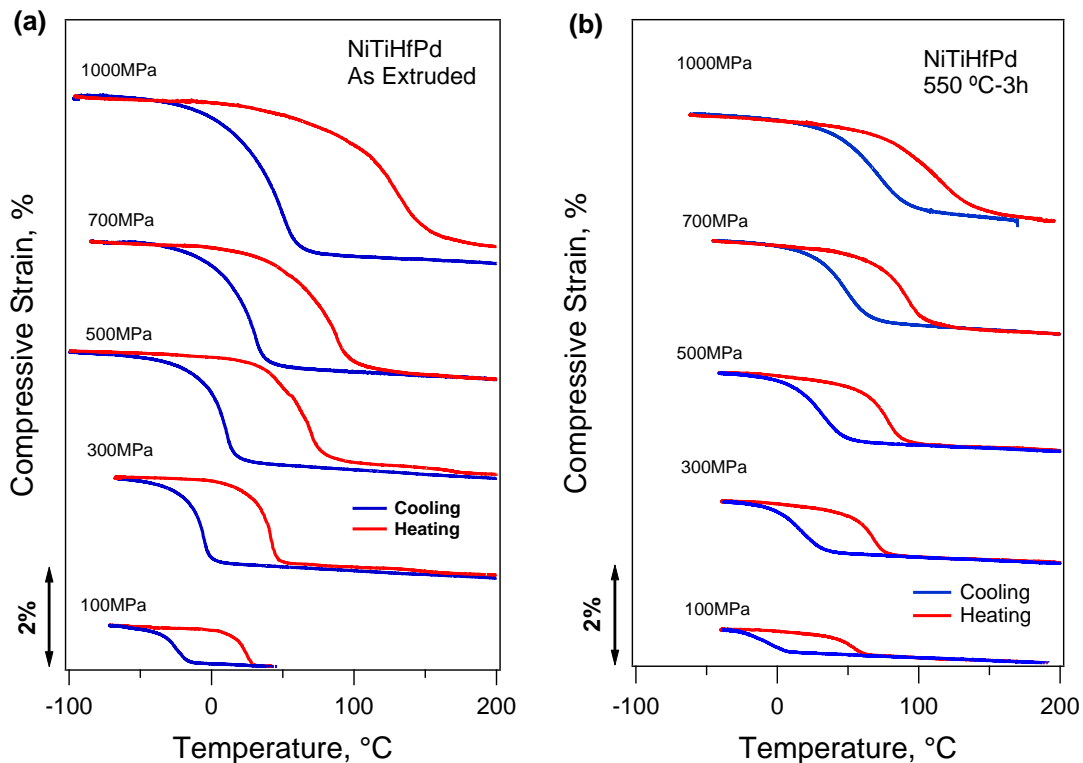 (a)
NiTiHfPd
As Extruded
1000MPa
700MPa
500MPa
300MPa
100MPa
Cooling
Heating
2%
Compressive Strain, %
-100
0
100
200
Temperature, °C
(b)
NiTiHfPd
550 ºC-3h
1000MPa
700MPa
500MPa
300MPa
100MPa
Cooling
Heating
2%
Compressive Strain, %
-100
0
100
200
Temperature, °C